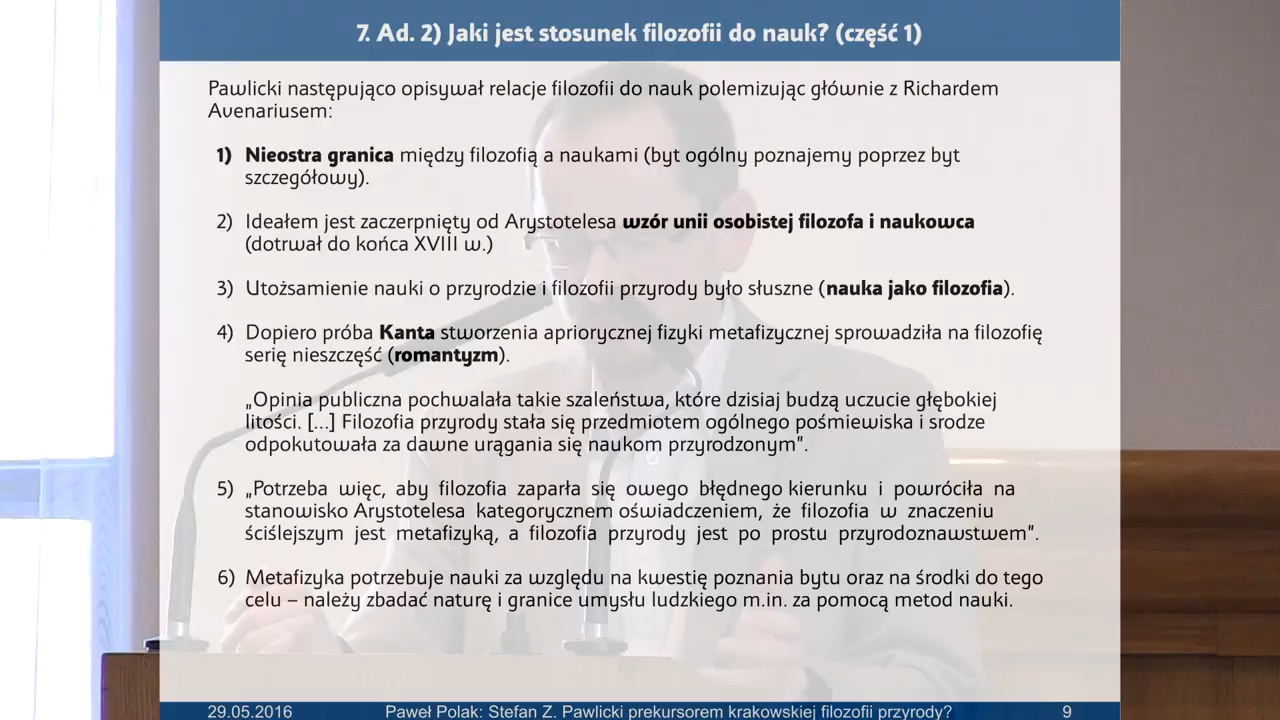 7. Ad. 2) Jaki jest stosunek filozofii do nauk? (część 1)
Pawlicki następująco opisywał relacje filozofii do nauk polemizując głównie z Richardem
Avenariusem:
1) Nieostra granica między filozofią a naukami (byt ogólny poznajemy poprzez byt
szczegółowy).
2) Ideałem jest zaczerpnięty od Arystotelesa wzór unii osobistej filozofa i naukowca
(dotrwał do końca XVIII w.)
3) Utożsamienie nauki o przyrodzie i filozofii przyrody było słuszne (nauka jako filozofia).
4) Dopiero próba Kanta stworzenia apriorycznej fizyki metafizycznej sprowadziła na filozofię
serię nieszczęść (romantyzm).
„Opinia publiczna pochwalała takie szaleństwa, które dzisiaj budzą uczucie głębokiej
litości. [...] Filozofia przyrody stała się przedmiotem ogólnego pośmiewiska i srodze
odpokutowała za dawne urągania się naukom przyrodzonym”.
5) „Potrzeba więc, aby filozofia zaparła się owego błędnego kierunku i powróciła na
stanowisko Arystotelesa kategorycznem oświadczeniem, że filozofia w znaczeniu
ściślejszym jest metafizyką, a filozofia przyrody jest po prostu przyrodoznawstwem”.
6) Metafizyka potrzebuje nauki za względu na kwestię poznania bytu oraz na środki do tego
celu – należy zbadać naturę i granice umysłu ludzkiego m.in. za pomocą metod nauki.
29.05.2016 Paweł Polak: Stefan Z. Pawlicki prekursorem krakowskiej filozofii przyrody? 9